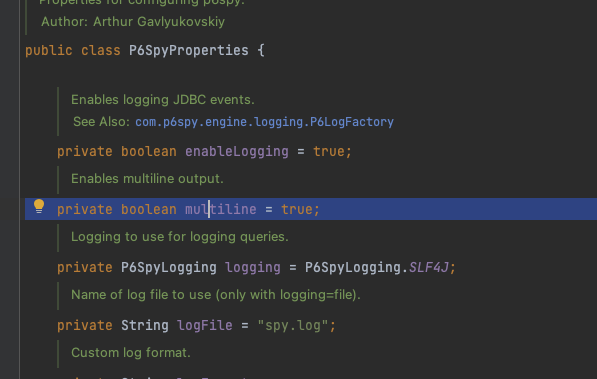 Properties for configuring p6spy.
Author: Arthur Gavlyukovskiy
public class P6SpyProperties {
Enables logging JDBC events.
See Also: com.p6spy.engine.logging.P6LogFactory
private boolean enableLogging = true;
Enables multiline output.
private boolean multiline = true;
Logging to use for logging queries.
private P6SpyLogging logging = P6SpyLogging.SLF4J;
Name of log file to use (only with logging=file).
private String logFile = "spy.log";
Custom log format.